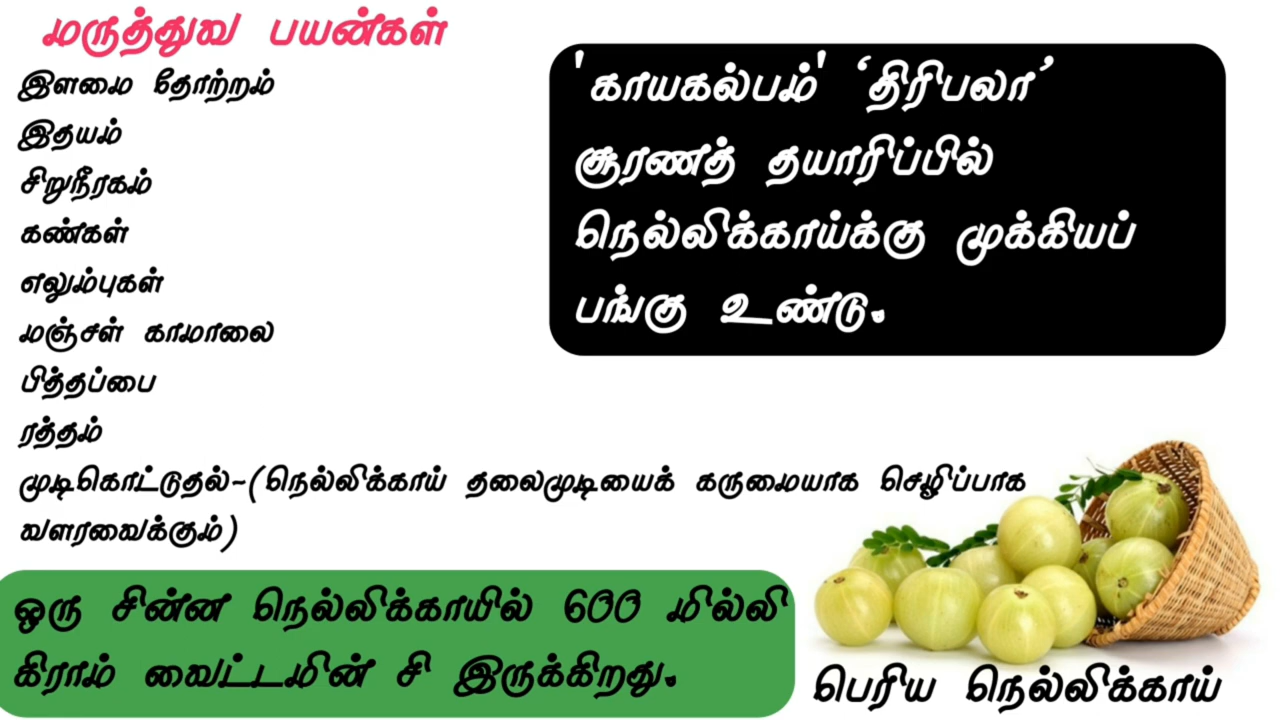 மருத்துவ பயன்கள்
இளமை தோற்றம்
இதயம்
சிறுநீரகம்
கண்கள்
எலும்புகள்
மஞ்சள் காமாலை
பித்தப்பை
ரத்தம்
முடிகொட்டுதல்-(நெல்லிக்காய் தலைமுடியைக் கருமையாக செழிப்பாக
வளரவைக்கும்)
'காயகல்பம்' ‘திரிபலா’
சூரணத் தயாரிப்பில்
நெல்லிக்காய்க்கு முக்கியப்
பங்கு உண்டு.
ஒரு சின்ன நெல்லிக்காயில் 600 மில்லி
கிராம் வைட்டமின் சி இருக்கிறது.
பெரிய நெல்லிக்காய்